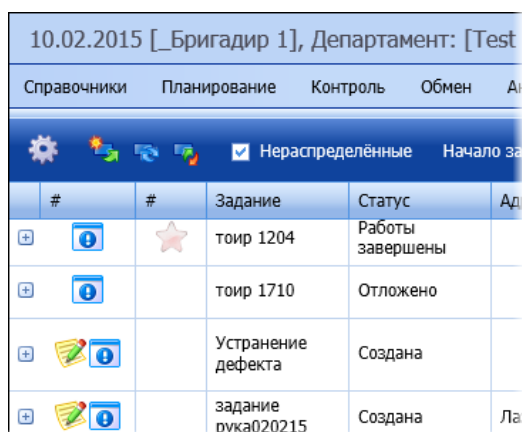 10.02.2015 [_Бригадир 1], Департамент: [Test
Справочники Планирование Контроль Обмен
Нераспределённые Начало
# # Задание Статус
тоир 1204 Работы
завершены
тоир 1710 Отложено
Устранение
дефекта Создана
задание
рука020215 Создана